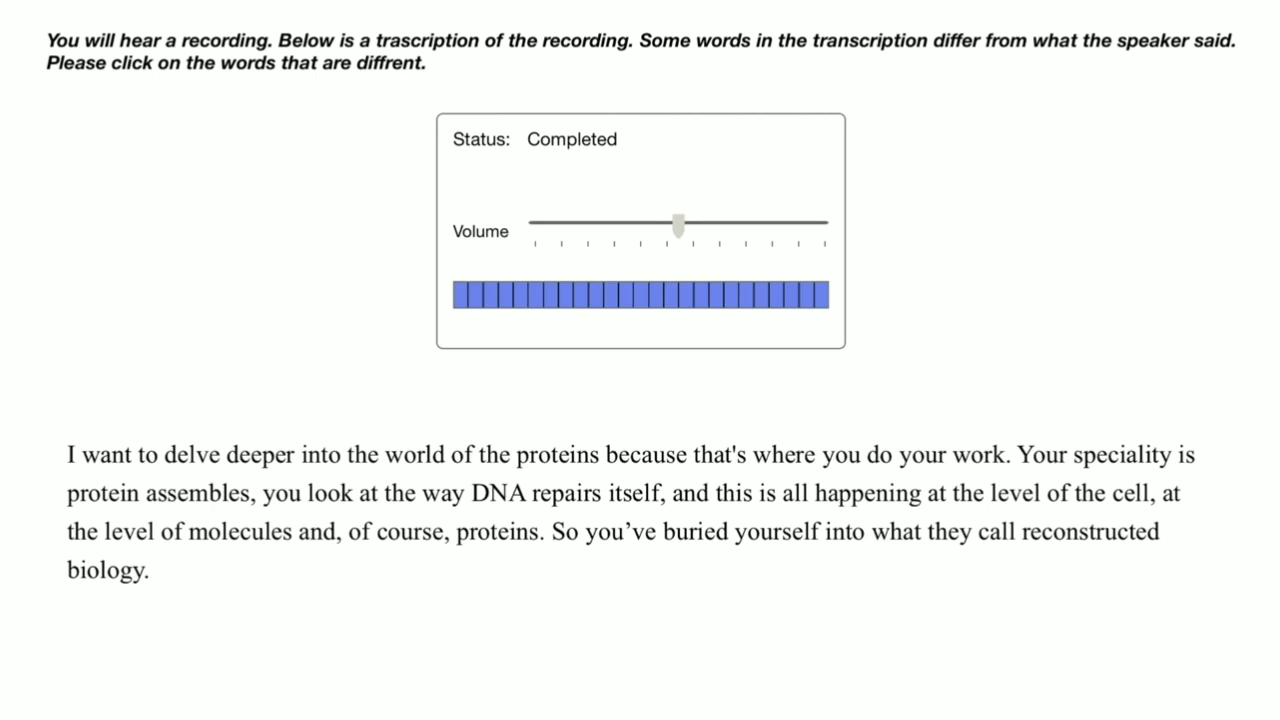 You will hear a recording. Below is a trascription of the recording. Some words in the transcription differ from what the speaker said.
Please click on the words that are diffrent.
Status: Completed
Volume
I want to delve deeper into the world of the proteins because that's where you do your work. Your speciality is
protein assembles, you look at the way DNA repairs itself, and this is all happening at the level of the cell, at
the level of molecules and, of course, proteins. So you’ve buried yourself into what they call reconstructed
biology.